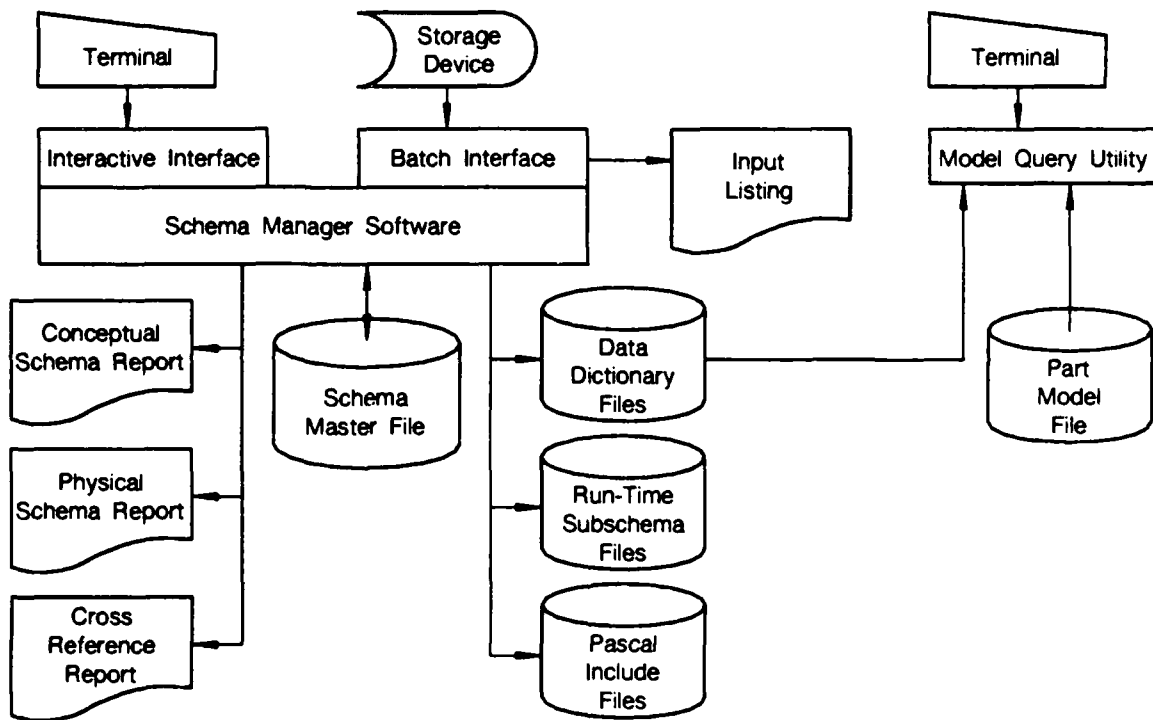 Terminal
Storage
Device
Terminal
Interactive Interface
Batch Interface
Input
Listing
Model Query Utility
Schema Manager Software
Conceptual
Schema Report
Schema
Master File
Data
Dictionary
Files
Part
Model
File
Physical
Schema Report
Run-Time
Subschema
Files
Cross
Reference
Report
Pascal
Include
Files